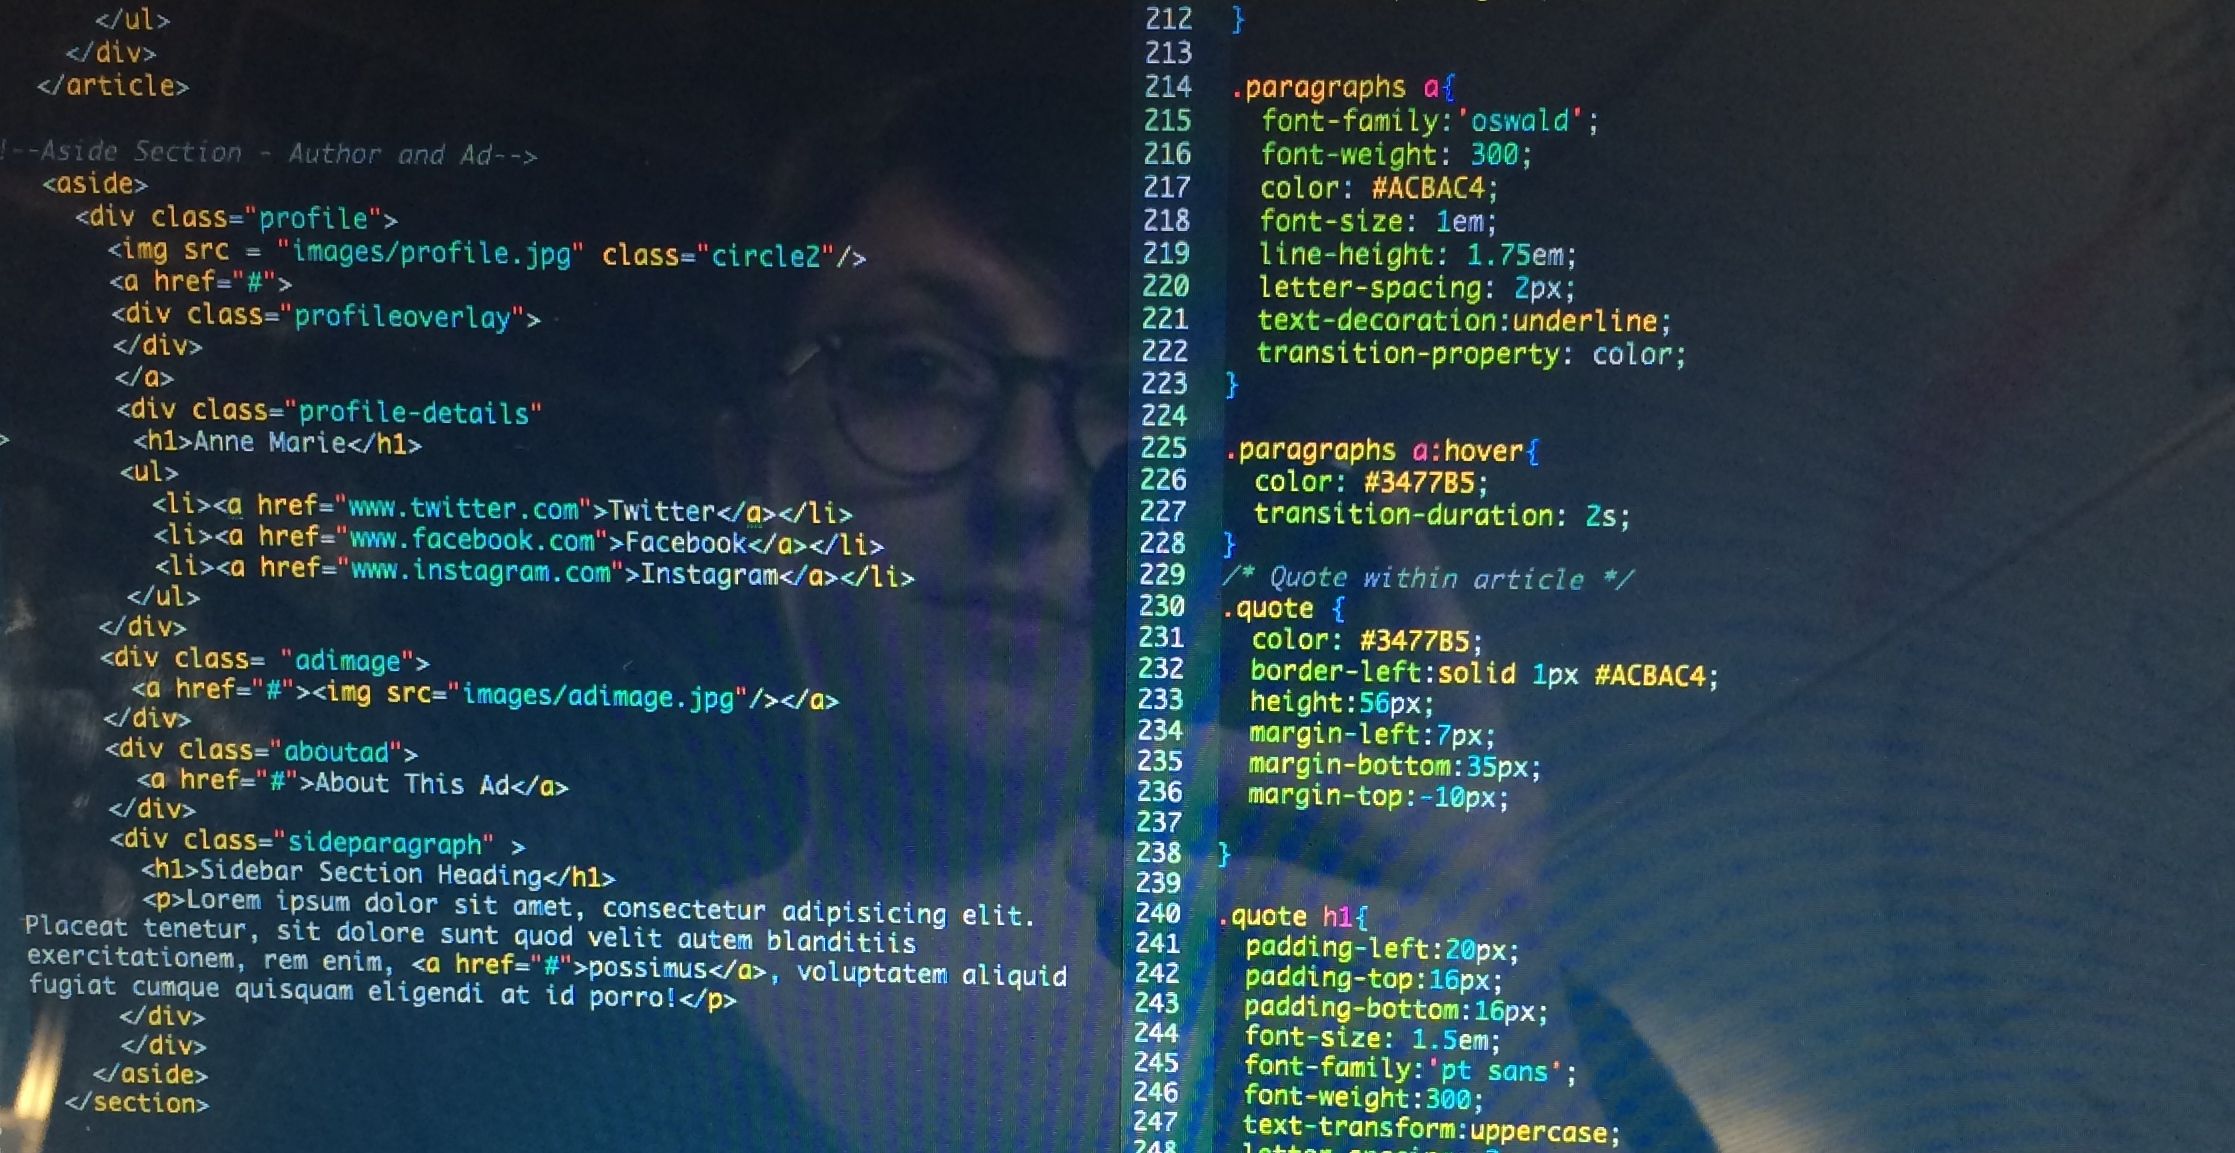 </ul>
</div>
</article>
!--Aside Section - Author and Ad-->
<aside>
<div class="profile">
<img src = "images/profile.jpg" class="circle2"/>
<a href="#">
<div class="profileoverlay">
</div>
</a>
<div class="profile-details"
>
<h1>Anne Marie</h1>
<ul>
<li><a href="www.twitter.com">Twitter</a></li>
<li><a href="www.facebook.com">Facebook</a></li>
<li><a href="www.instagram.com">Instagram</a></li>
</ul>
</div>
<div class= "adimage">
<a href="#"><img src="images/adimage.jpg"/></a>
</div>
<div class="aboutad">
<a href="#">About This Ad</a>
</div>
<div class="sideparagraph" >
<h1>Sidebar Section Heading</h1>
<p>Lorem ipsum dolor sit amet, consectetur adipisicing elit.
Placeat tenetur, sit dolore sunt quod velit autem blanditiis
exercitationem, rem enim, <a href="#">possimus</a>, voluptatem aliquid
fugiat cumque quisquam eligendi at id porro!</p>
</div>
</div>
</aside>
</section>
212 }
213
214 .paragraphs a{
215 font-family:'oswald';
216 font-weight: 300;
217 color: #ACBAC4;
218 font-size: 1em;
219 line-height: 1.75em;
220 letter-spacing: 2px;
221 text-decoration:underline;
222 transition-property: color;
223 }
224
225 .paragraphs a:hover{
226 color: #3477B5;
227 transition-duration: 2s;
228 }
229 /* Quote within article */
230 .quote {
231 color: #3477B5;
232 border-left:solid 1px #ACBAC4;
233 height:56px;
234 margin-left:7px;
235 margin-bottom:35px;
236 margin-top:-10px;
237
238 }
239
240 .quote h1{
241 padding-left:20px;
242 padding-top:16px;
243 padding-bottom:16px;
244 font-size: 1.5em;
245 font-family:'pt sans';
246 font-weight:300;
247 text-transform:uppercase;
248